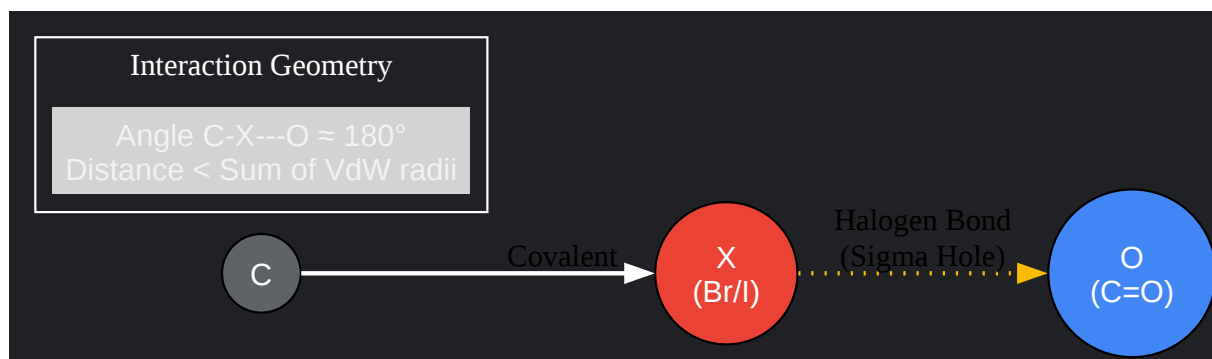 Interaction Geometry
Angle C-X---O ≈ 180°
Distance < Sum of VdW radii
C
Covalent
X
(Br/I)
Halogen Bond
(Sigma Hole)
O
(C=O)